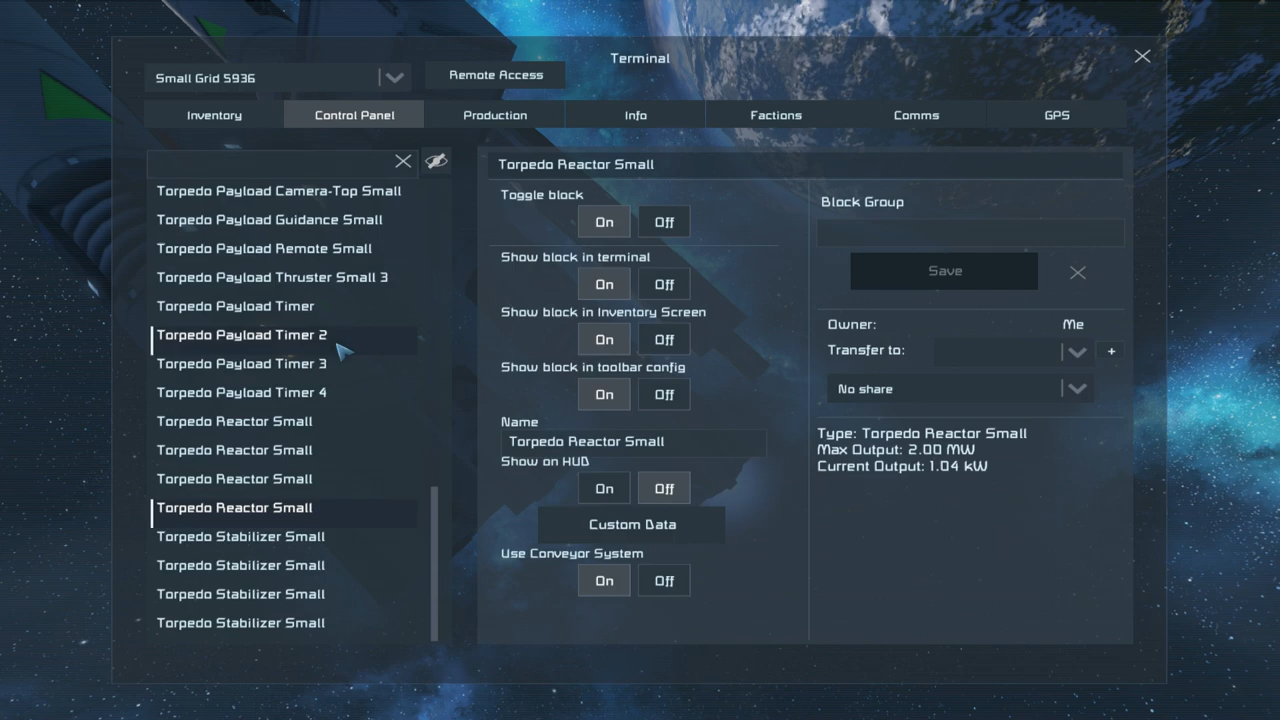 Terminal
Small Grid 5936
Remote Access
Inventory
Control Panel
Production
Info
Factions
Comms
GPS
Torpedo Payload Camera-Top Small
Torpedo Payload Guidance Small
Torpedo Payload Remote Small
Torpedo Payload Thruster Small 3
Torpedo Payload Timer
Torpedo Payload Timer 2
Torpedo Payload Timer 3
Torpedo Payload Timer 4
Torpedo Reactor Small
Torpedo Reactor Small
Torpedo Reactor Small
Torpedo Reactor Small
Torpedo Stabilizer Small
Torpedo Stabilizer Small
Torpedo Stabilizer Small
Torpedo Stabilizer Small
Torpedo Reactor Small
Toggle block
On Off
Show block in terminal
On Off
Show block in Inventory Screen
On Off
Show block in toolbar config
On Off
Name
Torpedo Reactor Small
Show on HUD
On Off
Custom Data
Use Conveyor System
On Off
Block Group
Save
Owner: Me
Transfer to:
+
No share
Type: Torpedo Reactor Small
Max Output: 2.00 MW
Current Output: 1.04 kW